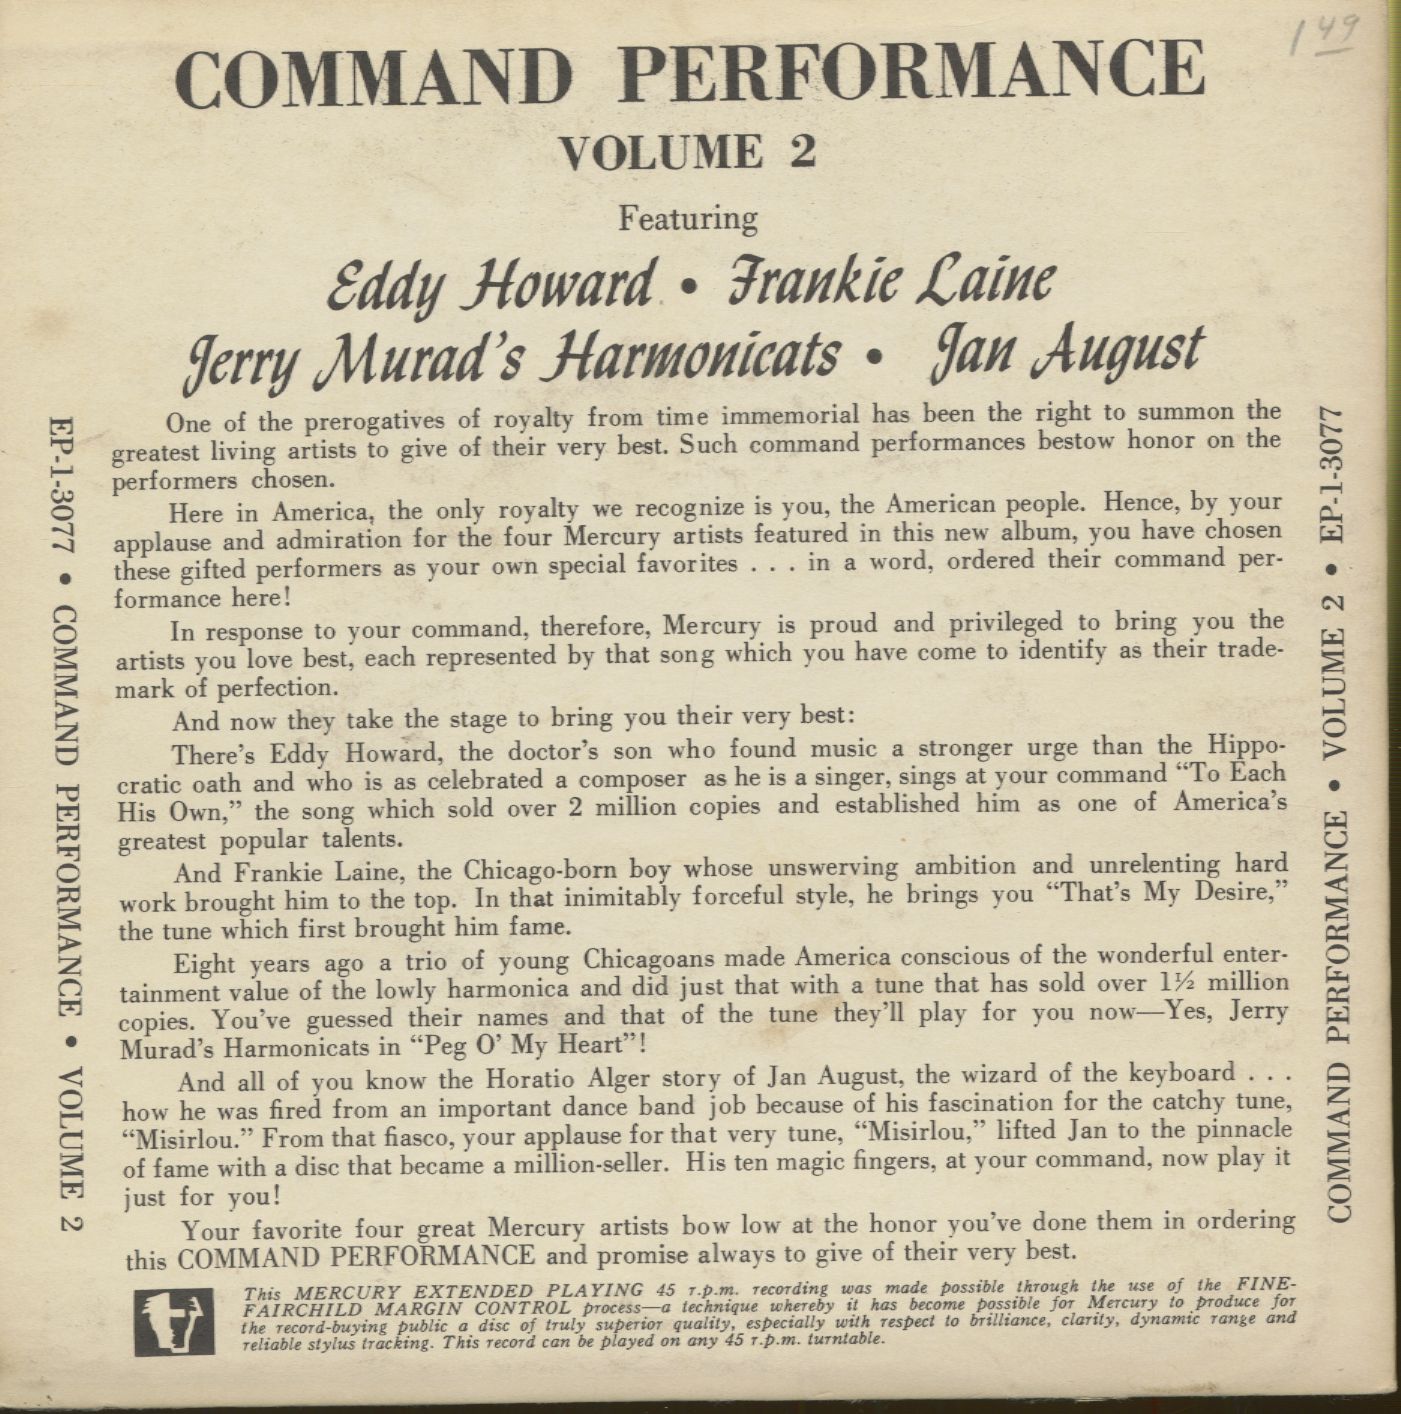 149
COMMAND PERFORMANCE
VOLUME 2
Featuring
Eddy Howard • Frankie Laine
Jerry Murad's Harmonicats • Jan August
One of the prerogatives of royalty from time immemorial has been the right to summon the
greatest living artists to give of their very best. Such command performances bestow honor on the
performers chosen.
Here in America, the only royalty we recognize is you, the American people. Hence, by your
applause and admiration for the four Mercury artists featured in this new album, you have chosen
these gifted performers as your own special favorites . . . in a word, ordered their command per-
formance here!
In response to your command, therefore, Mercury is proud and privileged to bring you the
artists you love best, each represented by that song which you have come to identify as their trade-
mark of perfection.
And now they take the stage to bring you their very best:
There's Eddy Howard, the doctor's son who found music a stronger urge than the Hippo-
cratic oath and who is as celebrated a composer as he is a singer, sings at your command “To Each
His Own,” the song which sold over 2 million copies and established him as one of America's
greatest popular talents.
And Frankie Laine, the Chicago-born boy whose unswerving ambition and unrelenting hard
work brought him to the top. In that inimitably forceful style, he brings you “That's My Desire,”
the tune which first brought him fame.
Eight years ago a trio of young Chicagoans made America conscious of the wonderful enter-
tainment value of the lowly harmonica and did just that with a tune that has sold over 1½ million
copies. You've guessed their names and that of the tune they'll play for you now—Yes, Jerry
Murad's Harmonicats in “Peg O' My Heart”!
And all of you know the Horatio Alger story of Jan August, the wizard of the keyboard . . .
how he was fired from an important dance band job because of his fascination for the catchy tune,
“Misirlou.” From that fiasco, your applause for that very tune, “Misirlou,” lifted Jan to the pinnacle
of fame with a disc that became a million-seller. His ten magic fingers, at your command, now play it
just for you!
Your favorite four great Mercury artists bow low at the honor you've done them in ordering
this COMMAND PERFORMANCE and promise always to give of their very best.
This MERCURY EXTENDED PLAYING 45 r.p.m. recording was made possible through the use of the FINE-
FAIRCHILD MARGIN CONTROL process—a technique whereby it has become possible for Mercury to produce for
the record-buying public a disc of truly superior quality, especially with respect to brilliance, clarity, dynamic range and
reliable stylus tracking. This record can be played on any 45 r.p.m. turntable.
EP-1-3077 • COMMAND PERFORMANCE • VOLUME 2
COMMAND PERFORMANCE • VOLUME 2 • EP-1-3077